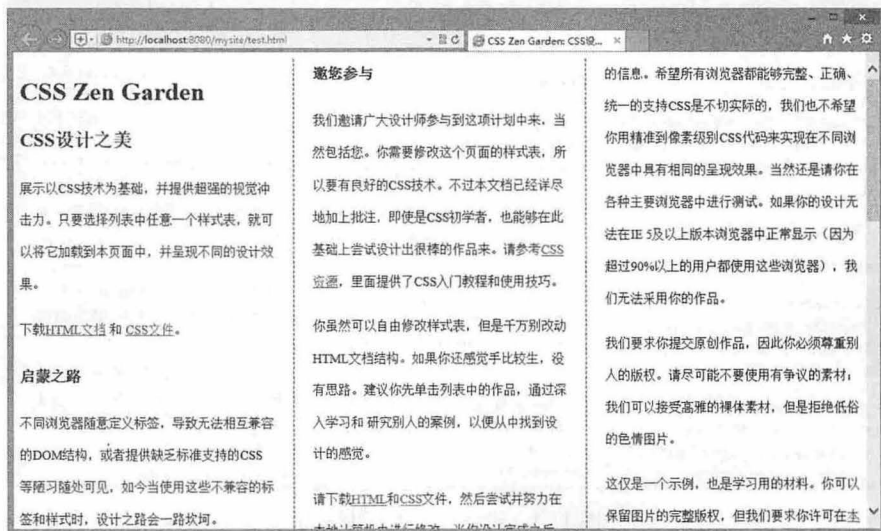 http://localhost:8080/mysite/test.html
CSS Zen Garden: CSS设...
CSS Zen Garden
CSS设计之美
展示以CSS技术为基础，并提供超强的视觉冲
击力。只要选择列表中任意一个样式表，就可
以将它加载到本页面中，并呈现不同的设计效
果。
下载HTML文档 和 CSS文件。
启蒙之路
不同浏览器随意定义标签，导致无法相互兼容
的DOM结构，或者提供缺乏标准支持的CSS
等陋习随处可见，如今当使用这些不兼容的标
签和样式时，设计之路会一路坎坷。
邀您参与
我们邀请广大设计师参与到这项计划中来，当
然包括您。你需要修改这个页面的样式表，所
以要有良好的CSS技术。不过本文档已经详尽
地加上批注，即使是CSS初学者，也能够在此
基础上尝试设计出很棒的作品来。请参考CSS
资源，里面提供了CSS入门教程和使用技巧。
你虽然可以自由修改样式表，但是千万别改动
HTML文档结构。如果你还感觉手比较生，没
有思路。建议你先单击列表中的作品，通过深
入学习和 研究别人的案例，以便从中找到设
计的感觉。
请下载HTML和CSS文件，然后尝试并努力在
本地计算机中进行修改。当你设计完成之后
的信息。希望所有浏览器都能够完整、正确、
统一的支持CSS是不切实际的，我们也不希望
你用精准到像素级别CSS代码来实现在不同浏
览器中具有相同的呈现效果。当然还是请你在
各种主要浏览器中进行测试。如果你的设计无
法在IE 5及以上版本浏览器中正常显示（因为
超过90%以上的用户都使用这些浏览器），我
们无法采用你的作品。
我们要求你提交原创作品，因此你必须尊重别
人的版权。请尽可能不要使用有争议的素材，
我们可以接受高雅的裸体素材，但是拒绝低俗
的色情图片。
这仅是一个示例，也是学习用的材料。你可以
保留图片的完整版权，但我们要求你许可在本